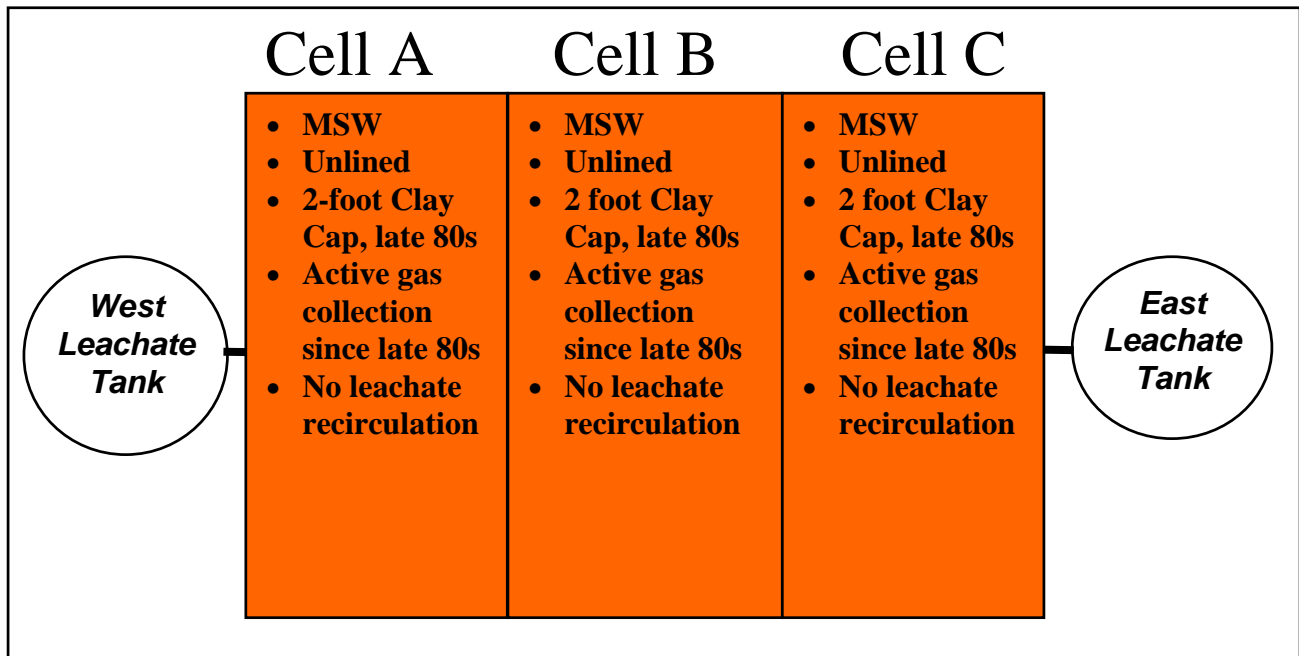 Cell A
Cell B
Cell C
West
Leachate
Tank
• MSW
• Unlined
• 2-foot Clay
Cap, late 80s
• Active gas
collection
since late 80s
• No leachate
recirculation
• MSW
• Unlined
• 2 foot Clay
Cap, late 80s
• Active gas
collection
since late 80s
• No leachate
recirculation
• MSW
• Unlined
• 2 foot Clay
Cap, late 80s
• Active gas
collection
since late 80s
• No leachate
recirculation
East
Leachate
Tank